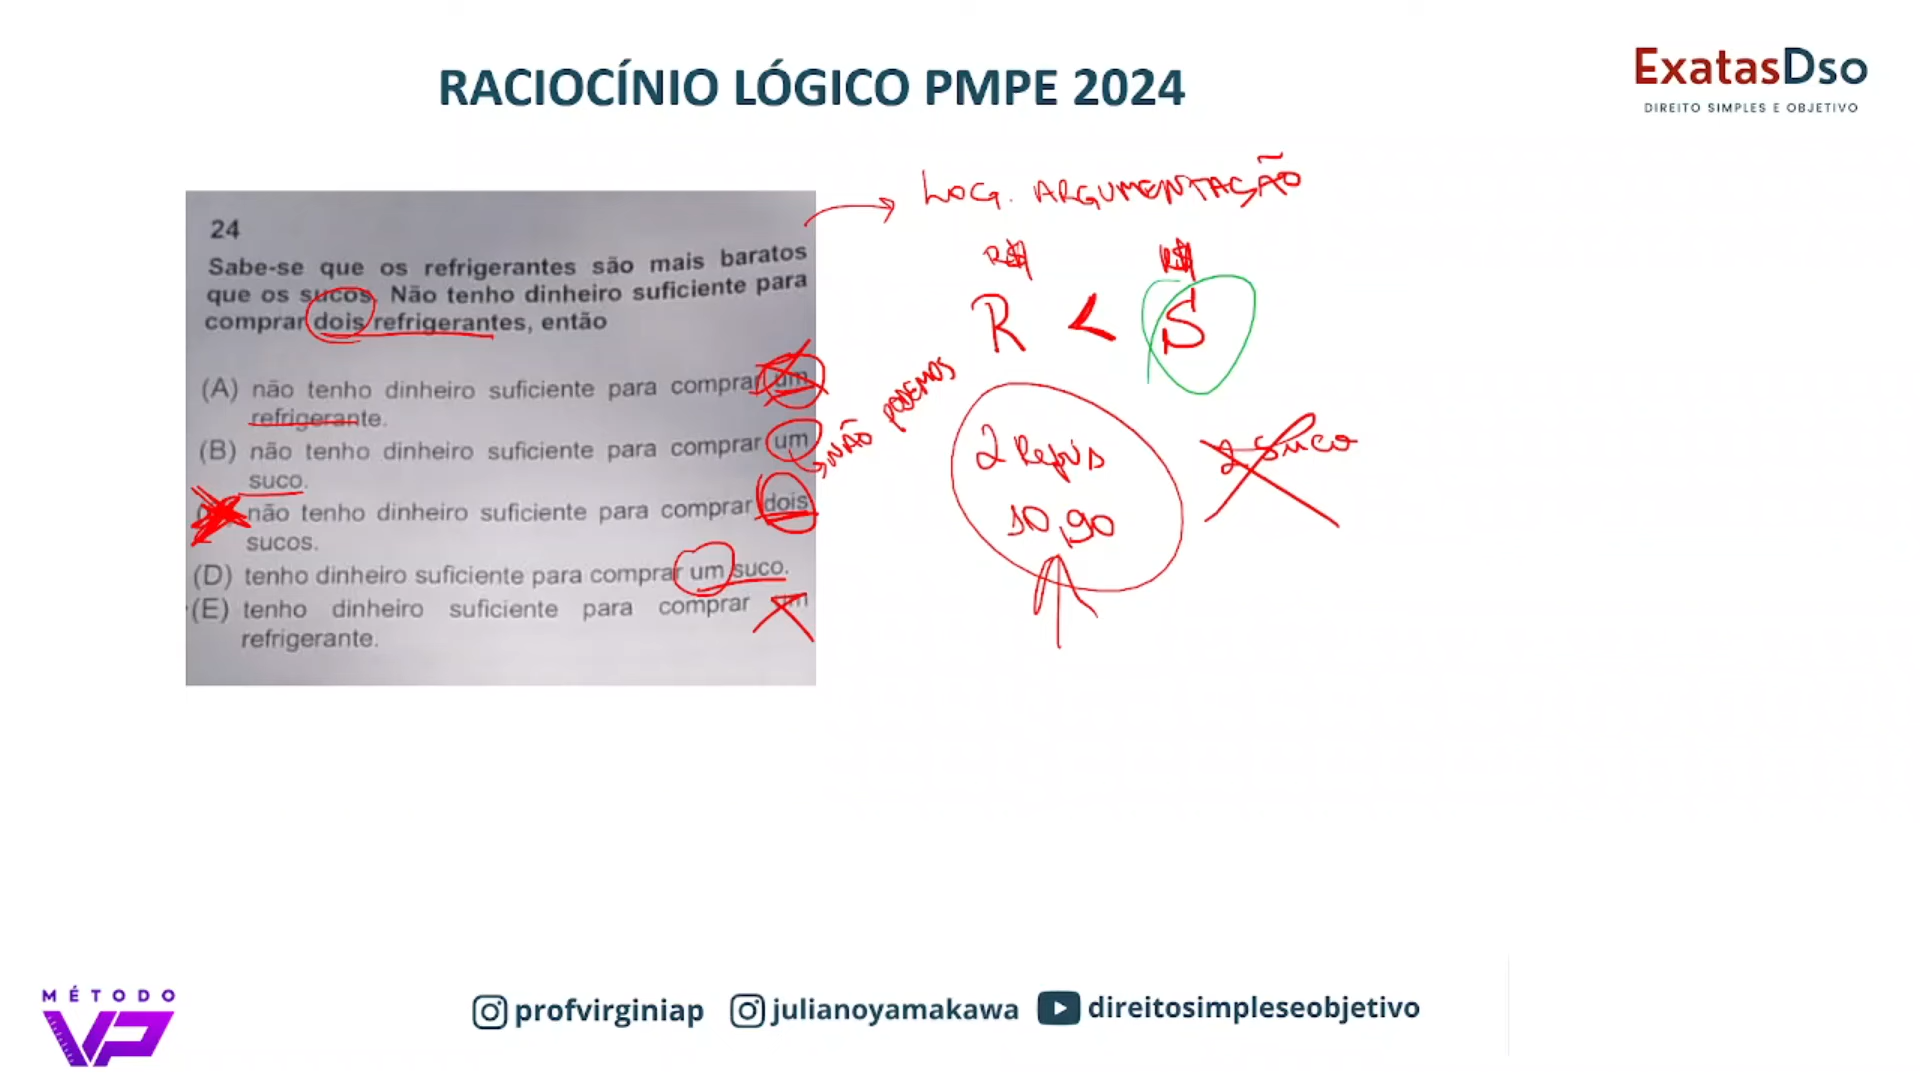 RACIOCÍNIO LÓGICO PMPE 2024
ExatasDso
DIREITO SIMPLES E OBJETIVO
24
Sabe-se que os refrigerantes são mais baratos
que os sucos. Não tenho dinheiro suficiente para
comprar dois refrigerantes, então
(A) não tenho dinheiro suficiente para comprar um
refrigerante.
(B) não tenho dinheiro suficiente para comprar um
suco.
não tenho dinheiro suficiente para comprar dois
sucos.
(D) tenho dinheiro suficiente para comprar um suco.
(E) tenho dinheiro suficiente para comprar
refrigerante.
LOG. ARGUMENTAÇÃO
R$ R$
R < S
NÃO PODEMOS
2 Refris
10,90
2 Suco
MÉTODO
VP
profvirginiap julianoyamakawa direitosimpleseobjetivo